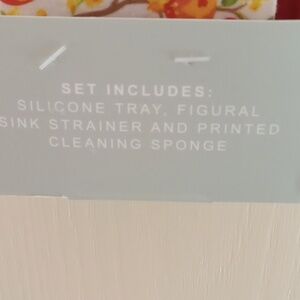 SET INCLUDES:
SILICONE TRAY, FIGURAL
SINK STRAINER AND PRINTED
CLEANING SPONGE